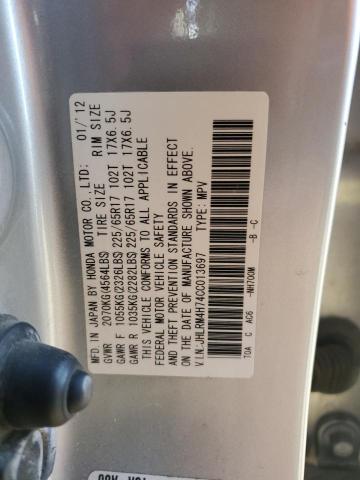 MFD. IN JAPAN BY HONDA MOTOR CO.,LTD: 01/'12
TIRE SIZE RIM SIZE
GVWR 2070KG(4564LBS)
GAWR F 1055KG(2326LBS) 225/65R17 102T 17X6.5J
GAWR R 1035KG(2282LBS) 225/65R17 102T 17X6.5J
THIS VEHICLE CONFORMS TO ALL APPLICABLE
FEDERAL MOTOR VEHICLE SAFETY
AND THEFT PREVENTION STANDARDS IN EFFECT
ON THE DATE OF MANUFACTURE SHOWN ABOVE.
V.I.N:JHLRM4H74CC013697 TYPE: MPV
T0A C AC6 -NH700M -B -C